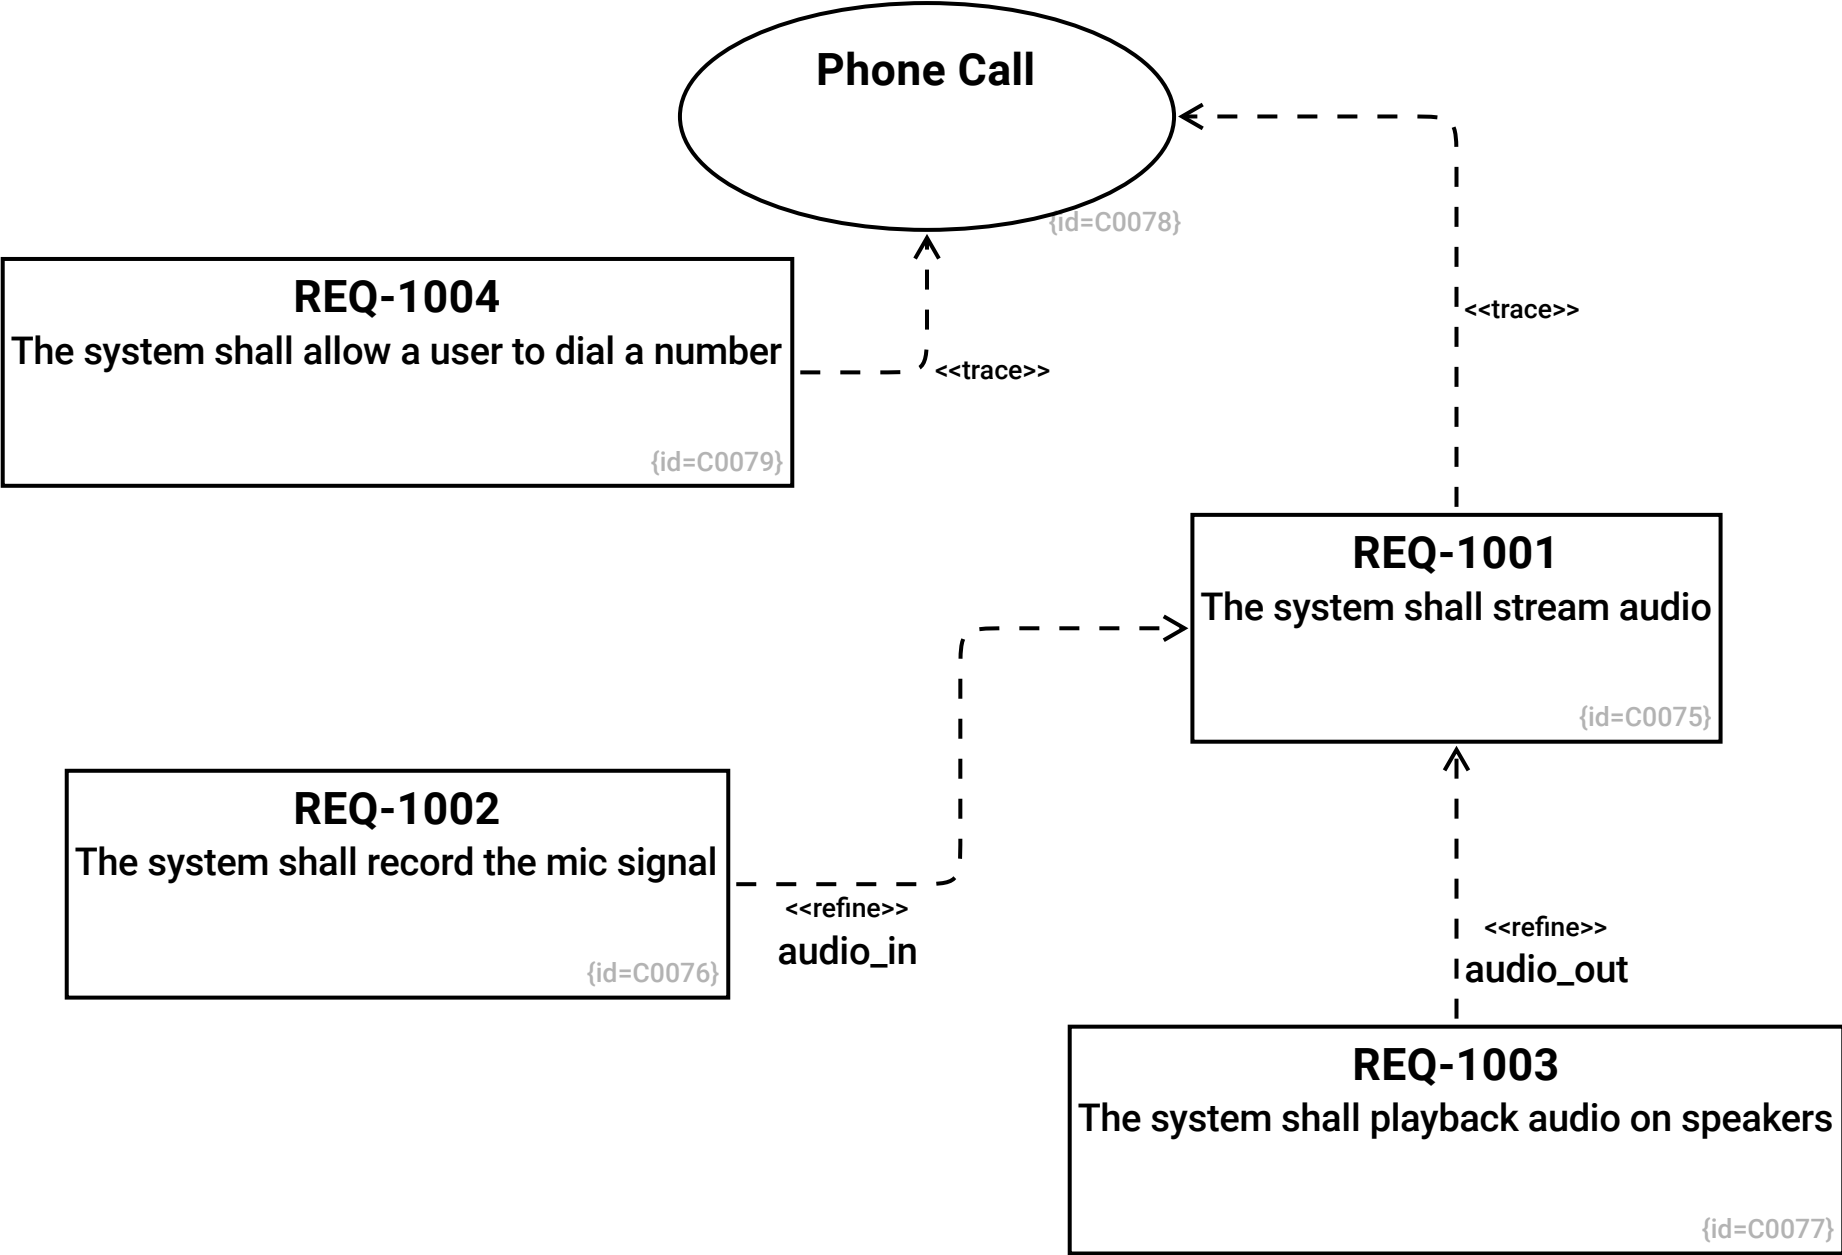 Phone Call
{id=C0078}
REQ-1004
The system shall allow a user to dial a number
{id=C0079}
<<trace>>
<<trace>>
REQ-1001
The system shall stream audio
{id=C0075}
REQ-1002
The system shall record the mic signal
{id=C0076}
<<refine>>
audio_in
<<refine>>
audio_out
REQ-1003
The system shall playback audio on speakers
{id=C0077}